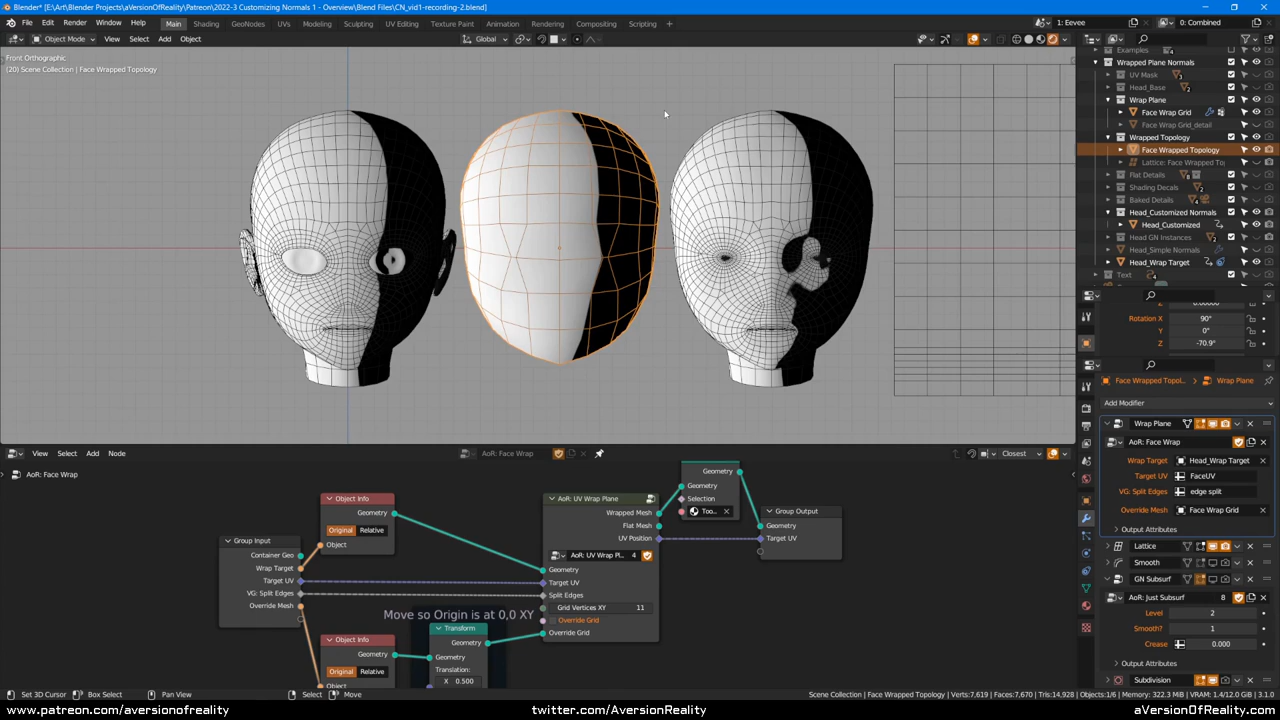 Blender* [E:\Art\Blender Projects\aVersionOfReality\Patreon\2022-3 Customizing Normals 1 - Overview\Blend Files\CN_vid1-recording-2.blend]
File Edit Render Window Help Main Shading GeoNodes UVs Modeling Sculpting UV Editing Texture Paint Animation Rendering Compositing Scripting + 1: Eevee 0: Combined
Object Mode View Select Add Object Global
Front Orthographic
(20) Scene Collection | Face Wrapped Topology
Examples
Wrapped Plane Normals
UV Mask
Head_Base
Wrap Plane
Face Wrap Grid
Face Wrap Grid_detail
Wrapped Topology
Face Wrapped Topology
Lattice: Face Wrapped To
Flat Details
Shading Decals
Baked Details
Head_Customized Normals
Head_Customized
Head GN Instances
Head_Simple Normals
Head_Wrap Target
Text
Rotation X 90°
Y 0°
Z -70.9°
Face Wrapped Topol... Wrap Plane
Add Modifier
Wrap Plane
AoR: Face Wrap
Wrap Target Head_Wrap Target
Target UV FaceUV
VG: Split Edges edge split
Override Mesh Face Wrap Grid
Output Attributes
Lattice
Smooth
GN Subsurf
AoR: Just Subsurf 8
Level 2
Smooth? 1
Crease 0.000
Output Attributes
Subdivision
View Select Add Node AoR: Face Wrap Closest
AoR: Face Wrap
Object Info
Geometry
Original Relative
Object
Group Input
Container Geo
Wrap Target
Target UV
VG: Split Edges
Override Mesh
Object Info
Geometry
Original Relative
Object
Move so Origin is at 0,0 XY
Transform
Geometry
Geometry
Translation:
X 0.500
AoR: UV Wrap Plane
Wrapped Mesh
Flat Mesh
UV Position
AoR: UV Wrap Pl... 4
Geometry
Target UV
Split Edges
Grid Vertices XY 11
Override Grid
Override Grid
Geometry
Geometry
Selection
Too...
Group Output
Geometry
Target UV
Set 3D Cursor Box Select Pan View Select Move Scene Collection | Face Wrapped Topology | Verts:7,619 | Faces:7,670 | Tris:14,928 | Objects:1/6 | Memory: 322.3 MiB | VRAM: 1.4/12.0 GiB | 3.1.0
www.patreon.com/aversionofreality twitter.com/AversionReality aVersionOfReality.com